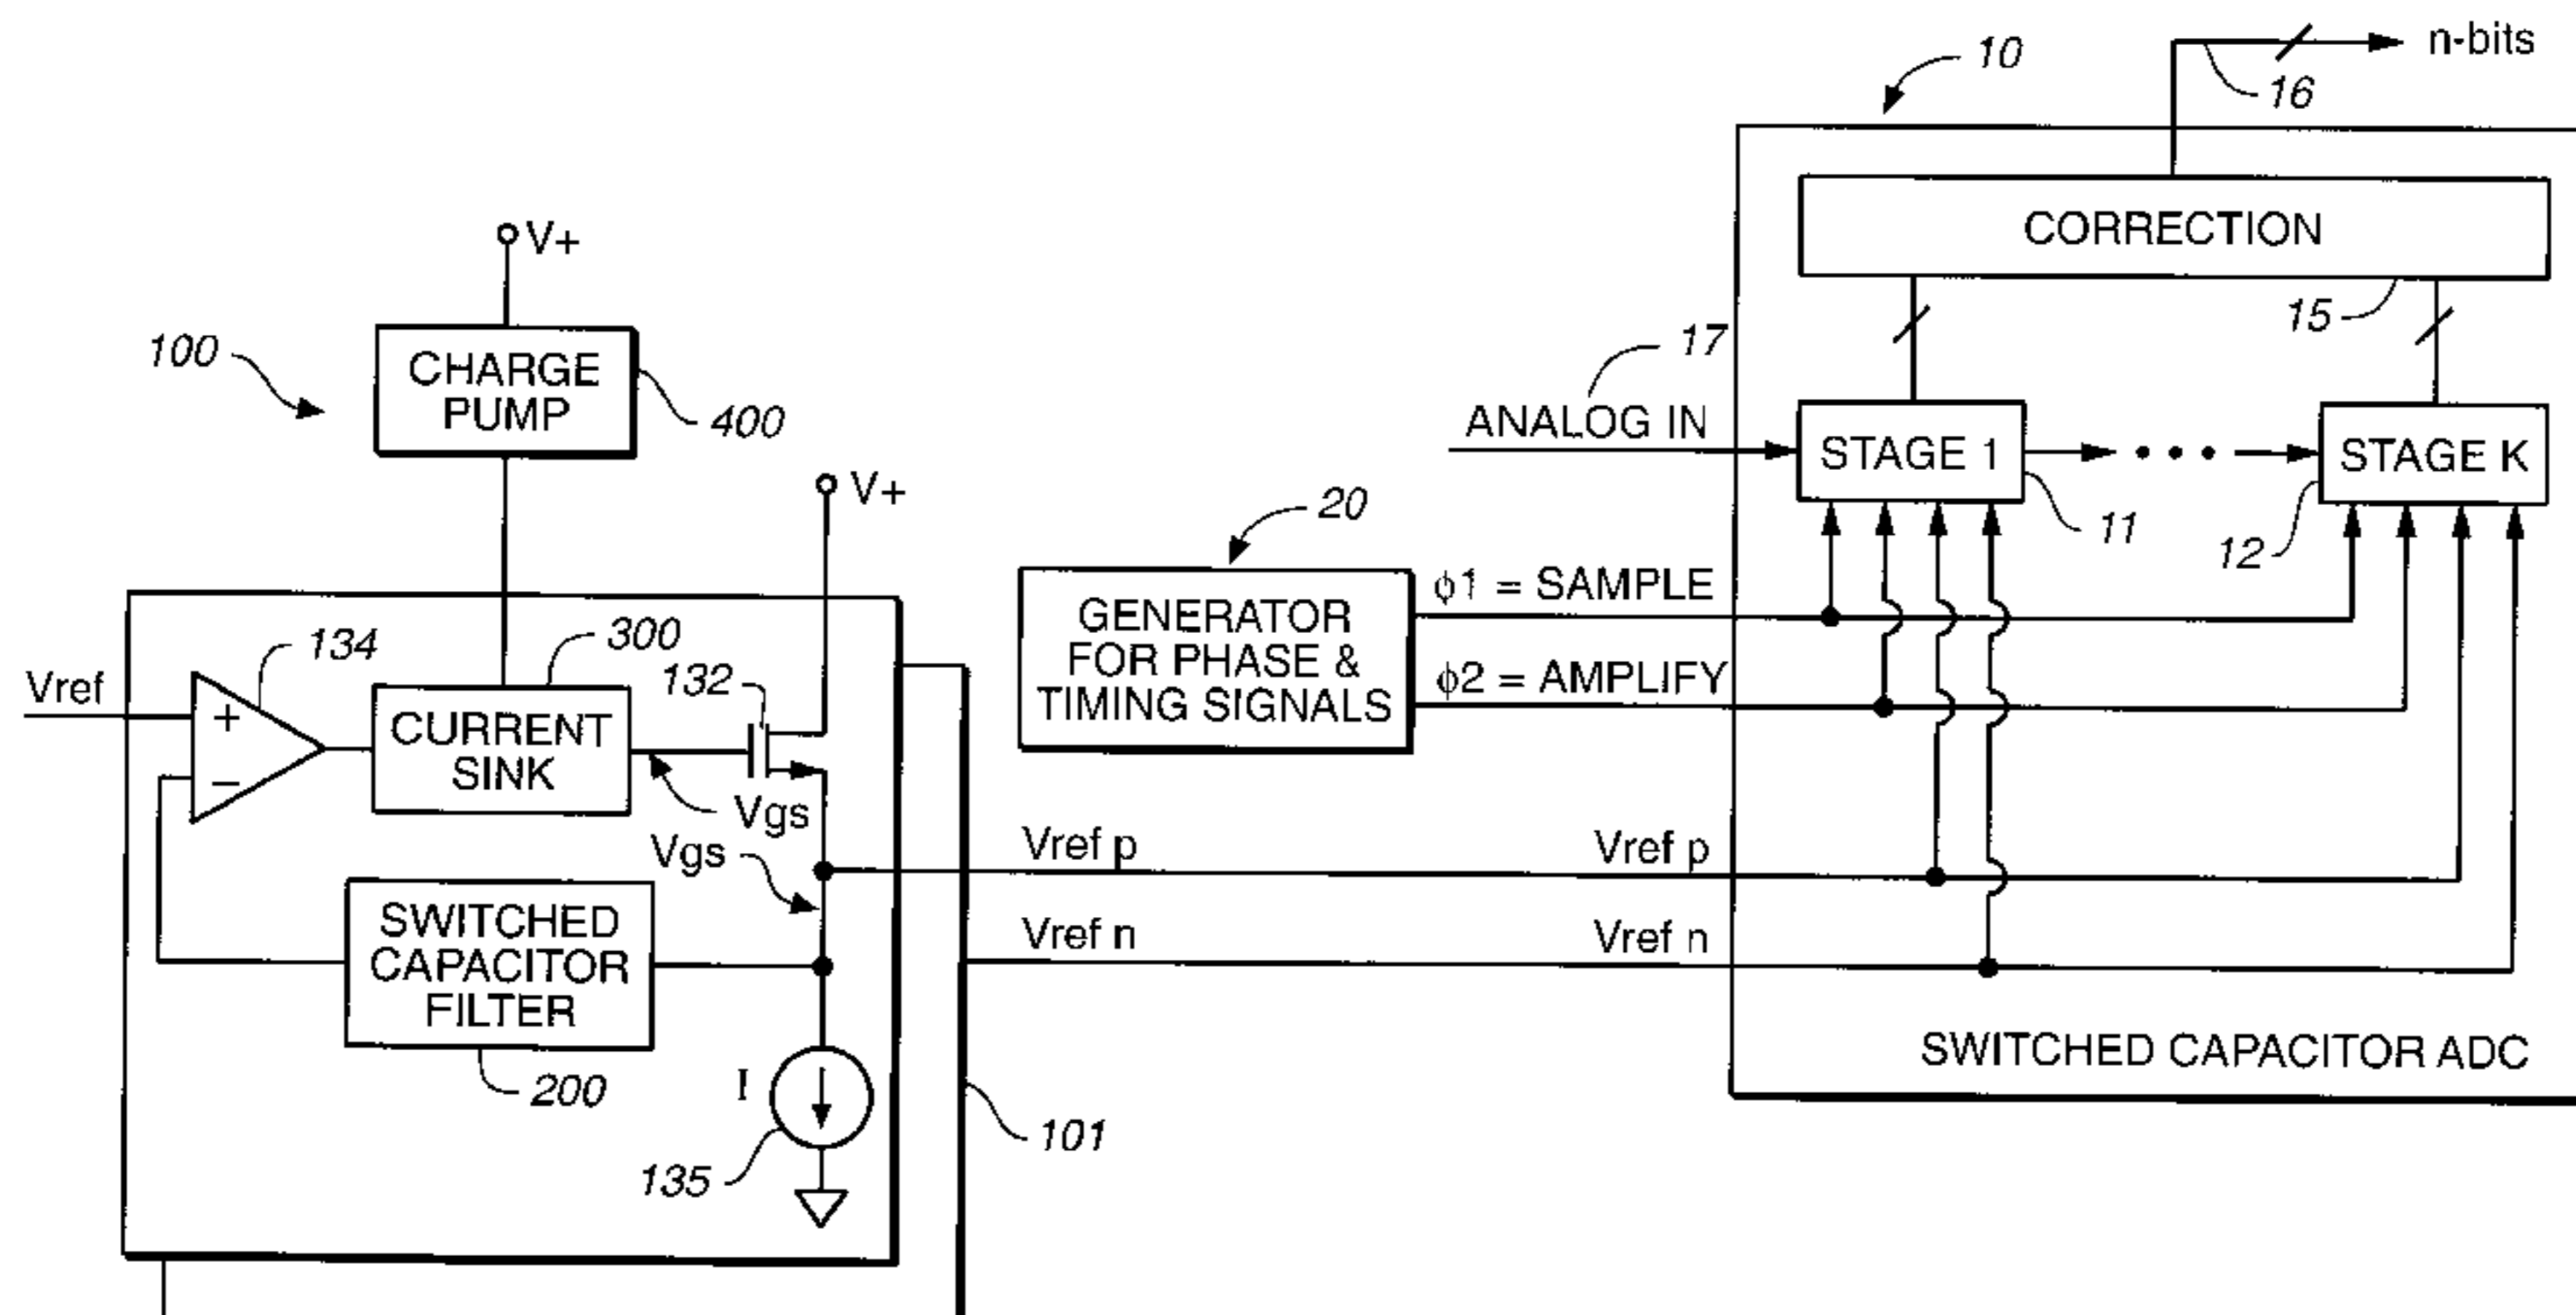 n-bits
10
16
CORRECTION
15
V+
100
CHARGE
PUMP
400
17
ANALOG IN
STAGE 1
STAGE K
11
12
V+
20
GENERATOR
FOR PHASE &
TIMING SIGNALS
ϕ1 = SAMPLE
ϕ2 = AMPLIFY
134
300
132
Vref
+
−
CURRENT
SINK
Vgs
Vgs
Vref p
Vref p
SWITCHED
CAPACITOR
FILTER
Vref n
Vref n
200
I
135
101
SWITCHED CAPACITOR ADC